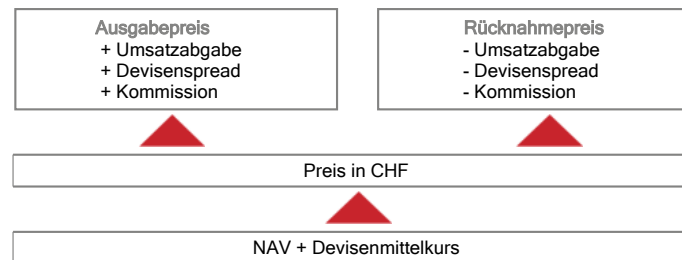 Ausgabepreis
+ Umsatzabgabe
+ Devisenspread
+ Kommission
Rücknahmepreis
- Umsatzabgabe
- Devisenspread
- Kommission
Preis in CHF
NAV + Devisenmittelkurs